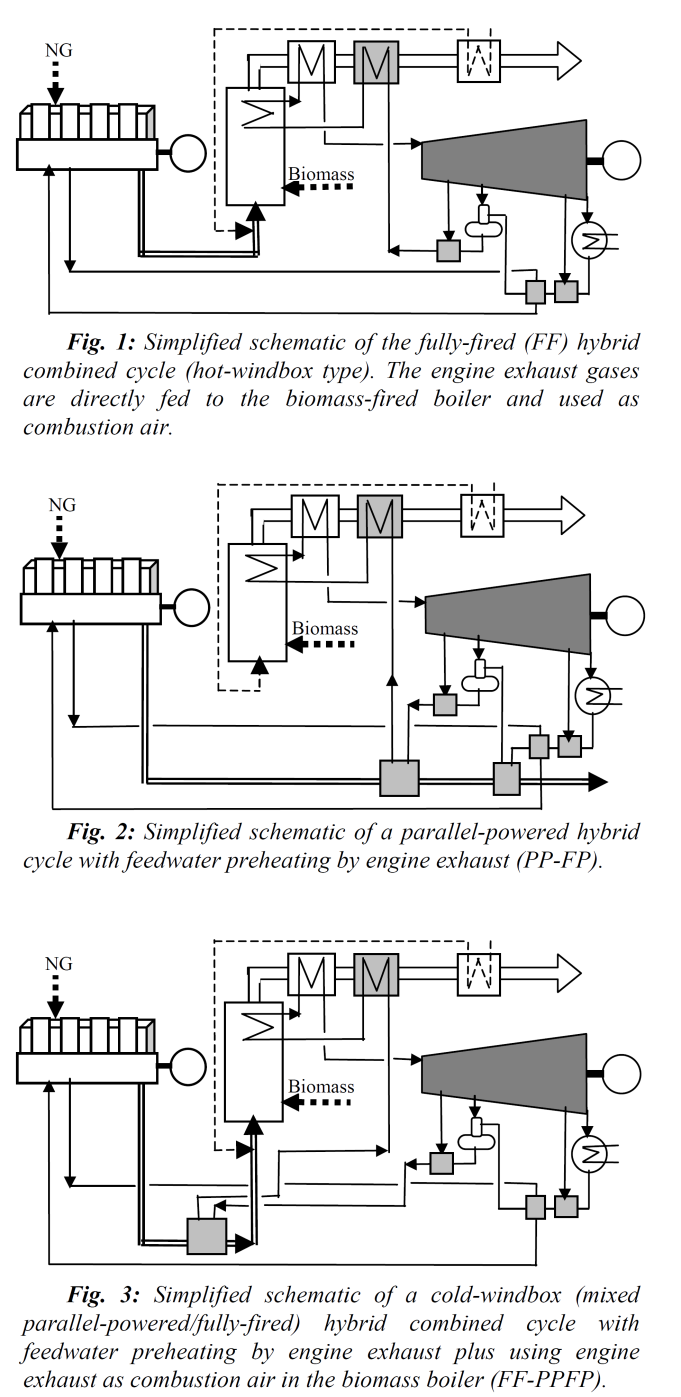 NG
Biomass
Fig. 1: Simplified schematic of the fully-fired (FF) hybrid
combined cycle (hot-windbox type). The engine exhaust gases
are directly fed to the biomass-fired boiler and used as
combustion air.
NG
Biomass
Fig. 2: Simplified schematic of a parallel-powered hybrid
cycle with feedwater preheating by engine exhaust (PP-FP).
NG
Biomass
Fig. 3: Simplified schematic of a cold-windbox (mixed
parallel-powered/fully-fired) hybrid combined cycle with
feedwater preheating by engine exhaust plus using engine
exhaust as combustion air in the biomass boiler (FF-PPFP).